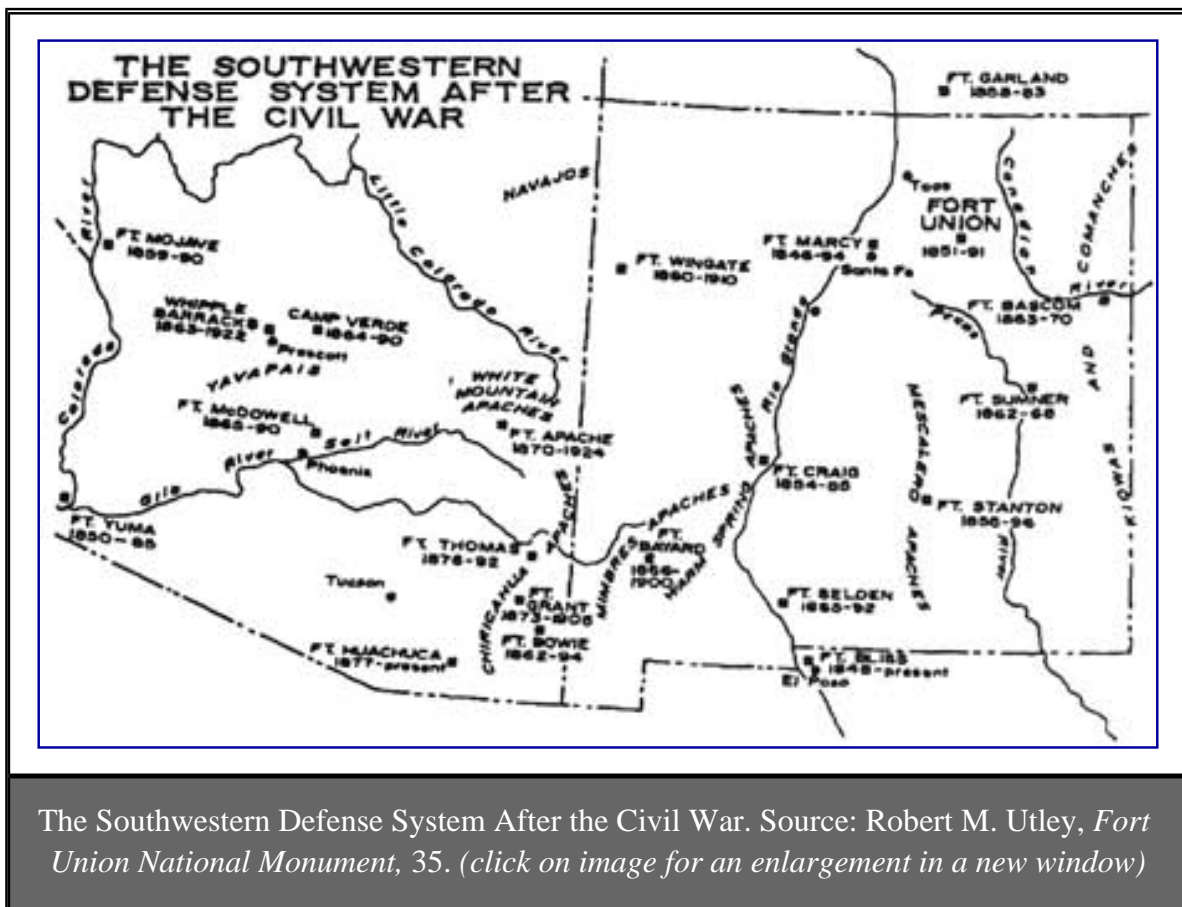 THE SOUTHWESTERN
DEFENSE SYSTEM AFTER
THE CIVIL WAR
FT. GARLAND
1858-83
NAVAJOS
Little Colorado River
River
Colorado
FT. MOJAVE
1859-90
WHIPPLE
BARRACKS
1863-1922
Prescott
CAMP VERDE
1864-90
YAVAPAIS
WHITE
MOUNTAIN
APACHES
FT. McDOWELL
1865-90
Salt River
Phoenix
Gila River
FT. APACHE
1870-1924
FT. YUMA
1850-85
FT. THOMAS
1876-92
Tucson
CHIRICAHUA APACHES
FT.
GRANT
1873-1905
FT. BOWIE
1862-94
FT. HUACHUCA
1877-present
FT. WINGATE
1860-1910
FT. MARCY
1846-94
Santa Fe
Taos
FORT
UNION
1851-91
Canadian River
COMANCHES
AND
KIOWAS
FT. BASCOM
1863-70
Pecos
River
FT. SUMNER
1862-68
Rio Grande
MESCALERO
APACHES
WARM SPRING APACHES
FT. CRAIG
1854-85
FT. STANTON
1855-96
MIMBRES APACHES
FT.
BAYARD
1866-
1900
FT. SELDEN
1865-92
FT. BLISS
1848-present
El Paso
The Southwestern Defense System After the Civil War. Source: Robert M. Utley, Fort
Union National Monument, 35. (click on image for an enlargement in a new window)